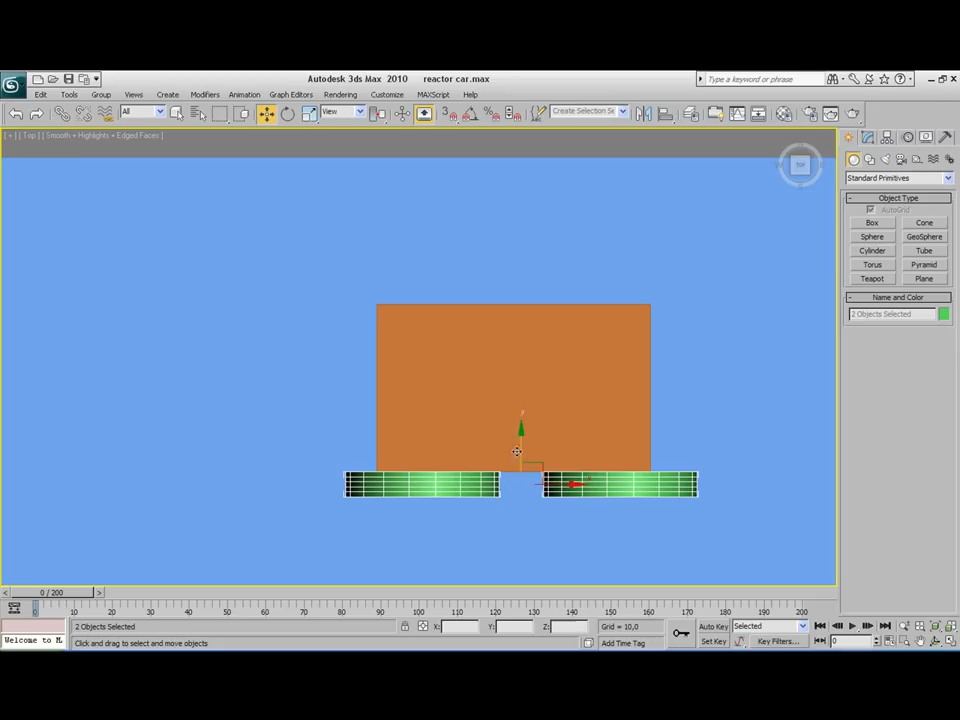 Autodesk 3ds Max 2010 reactor car.max
Type a keyword or phrase
Edit Tools Group Views Create Modifiers Animation Graph Editors Rendering Customize MAXScript Help
All View 3 % Create Selection Se
[ + ] [ Top ] [ Smooth + Highlights + Edged Faces ]
TOP
Standard Primitives
- Object Type
AutoGrid
Box Cone
Sphere GeoSphere
Cylinder Tube
Torus Pyramid
Teapot Plane
- Name and Color
2 Objects Selected
y
x
< 0 / 200 >
0 10 20 30 40 50 60 70 80 90 100 110 120 130 140 150 160 170 180 190 200
2 Objects Selected X: Y: Z: Grid = 10,0 Auto Key Selected
Welcome to M Click and drag to select and move objects Add Time Tag Set Key Key Filters... 0